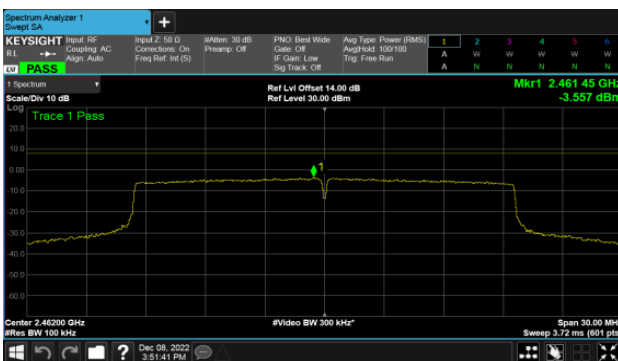 Spectrum Analyzer 1
Swept SA
KEYSIGHT Input: RF Input Z: 50 Ω #Atten: 30 dB PNO: Best Wide Avg Type: Power (RMS) 1 2 3 4 5 6
RL Coupling: AC Corrections: On Preamp: Off Gate: Off Avg|Hold: 100/100 A W W W W W
Align: Auto Freq Ref: Int (S) IF Gain: Low Trig: Free Run
LXI PASS Sig Track: Off A N N N N N
1 Spectrum Ref Lvl Offset 14.00 dB Mkr1 2.461 45 GHz
Scale/Div 10 dB Ref Level 30.00 dBm -3.557 dBm
Log Trace 1 Pass
20.0
10.0
0.00
1
-10.0
-20.0
-30.0
-40.0
-50.0
-60.0
Center 2.46200 GHz #Video BW 300 kHz* Span 30.00 MH
#Res BW 100 kHz Sweep 3.72 ms (601 pts
Dec 08, 2022
3:51:41 PM